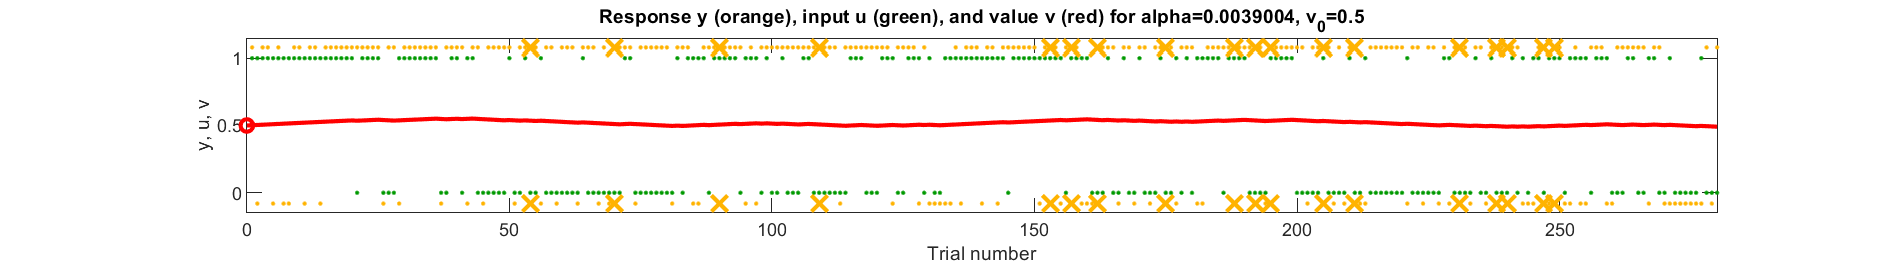 Response y (orange), input u (green), and value v (red) for alpha=0.0039004, v0=0.5
y, u, v
1
0.5
0
0 50 100 150 200 250
Trial number